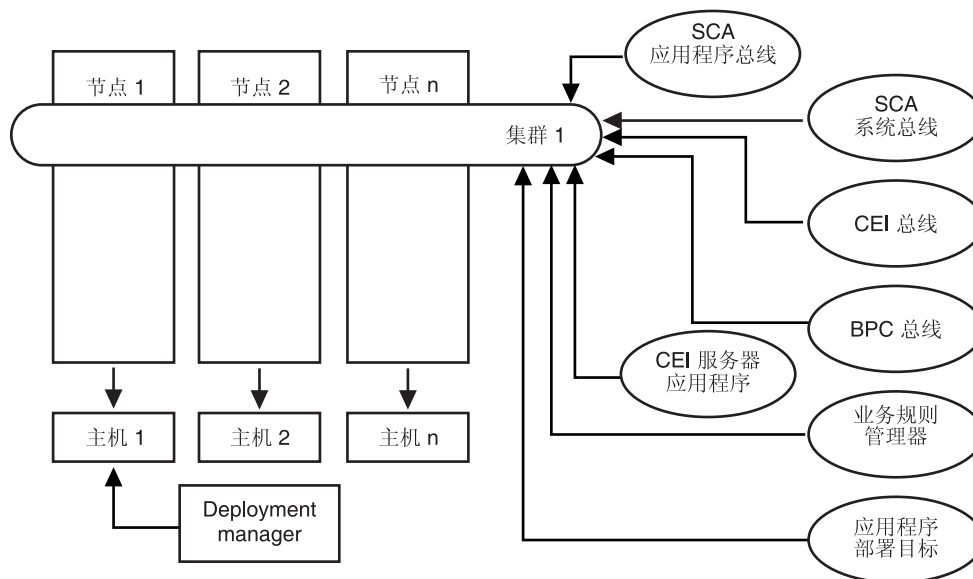 SCA
应用程序总线
节点 1
节点 2
节点 n
SCA
系统总线
集群 1
CEI 总线
BPC 总线
CEI 服务器
应用程序
业务规则
管理器
主机 1
主机 2
主机 n
Deployment
manager
应用程序
部署目标